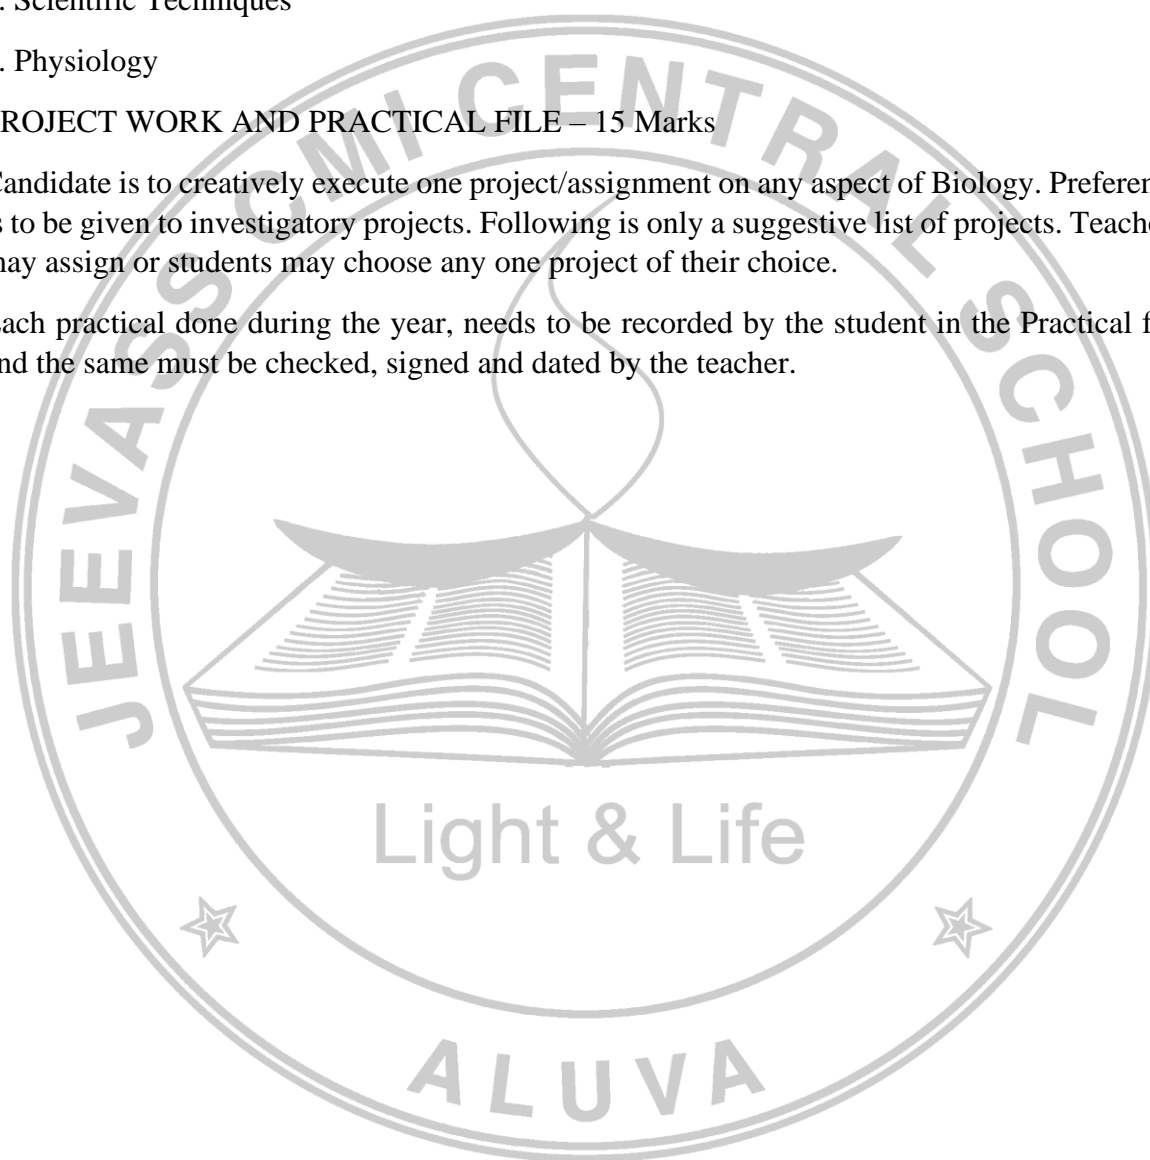 . Scientific Techniques
. Physiology
ROJECT WORK AND PRACTICAL FILE – 15 Marks
Candidate is to creatively execute one project/assignment on any aspect of Biology. Preferen
s to be given to investigatory projects. Following is only a suggestive list of projects. Teache
may assign or students may choose any one project of their choice.
Each practical done during the year, needs to be recorded by the student in the Practical f
nd the same must be checked, signed and dated by the teacher.
JEEVASS CMI CENTRAL SCHOOL
Light & Life
ALUVA